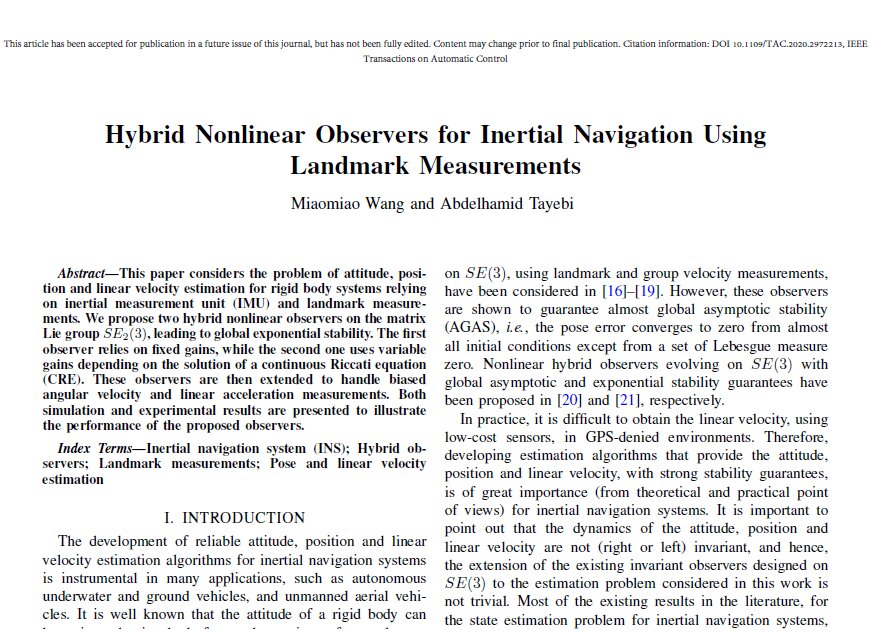 This article has been accepted for publication in a future issue of this journal, but has not been fully edited. Content may change prior to final publication. Citation information: DOI 10.1109/TAC.2020.2972213, IEEE
Transactions on Automatic Control
Hybrid Nonlinear Observers for Inertial Navigation Using
Landmark Measurements
Miaomiao Wang and Abdelhamid Tayebi
Abstract—This paper considers the problem of attitude, posi-
tion and linear velocity estimation for rigid body systems relying
on inertial measurement unit (IMU) and landmark measure-
ments. We propose two hybrid nonlinear observers on the matrix
Lie group SE₂(3), leading to global exponential stability. The first
observer relies on fixed gains, while the second one uses variable
gains depending on the solution of a continuous Riccati equation
(CRE). These observers are then extended to handle biased
angular velocity and linear acceleration measurements. Both
simulation and experimental results are presented to illustrate
the performance of the proposed observers.
Index Terms—Inertial navigation system (INS); Hybrid ob-
servers; Landmark measurements; Pose and linear velocity
estimation
I. INTRODUCTION
The development of reliable attitude, position and linear
velocity estimation algorithms for inertial navigation systems
is instrumental in many applications, such as autonomous
underwater and ground vehicles, and unmanned aerial vehi-
cles. It is well known that the attitude of a rigid body can
on SE(3), using landmark and group velocity measurements,
have been considered in [16]–[19]. However, these observers
are shown to guarantee almost global asymptotic stability
(AGAS), i.e., the pose error converges to zero from almost
all initial conditions except from a set of Lebesgue measure
zero. Nonlinear hybrid observers evolving on SE(3) with
global asymptotic and exponential stability guarantees have
been proposed in [20] and [21], respectively.
In practice, it is difficult to obtain the linear velocity, using
low-cost sensors, in GPS-denied environments. Therefore,
developing estimation algorithms that provide the attitude,
position and linear velocity, with strong stability guarantees,
is of great importance (from theoretical and practical point
of views) for inertial navigation systems. It is important to
point out that the dynamics of the attitude, position and
linear velocity are not (right or left) invariant, and hence,
the extension of the existing invariant observers designed on
SE(3) to the estimation problem considered in this work is
not trivial. Most of the existing results in the literature, for
the state estimation problem for inertial navigation systems,